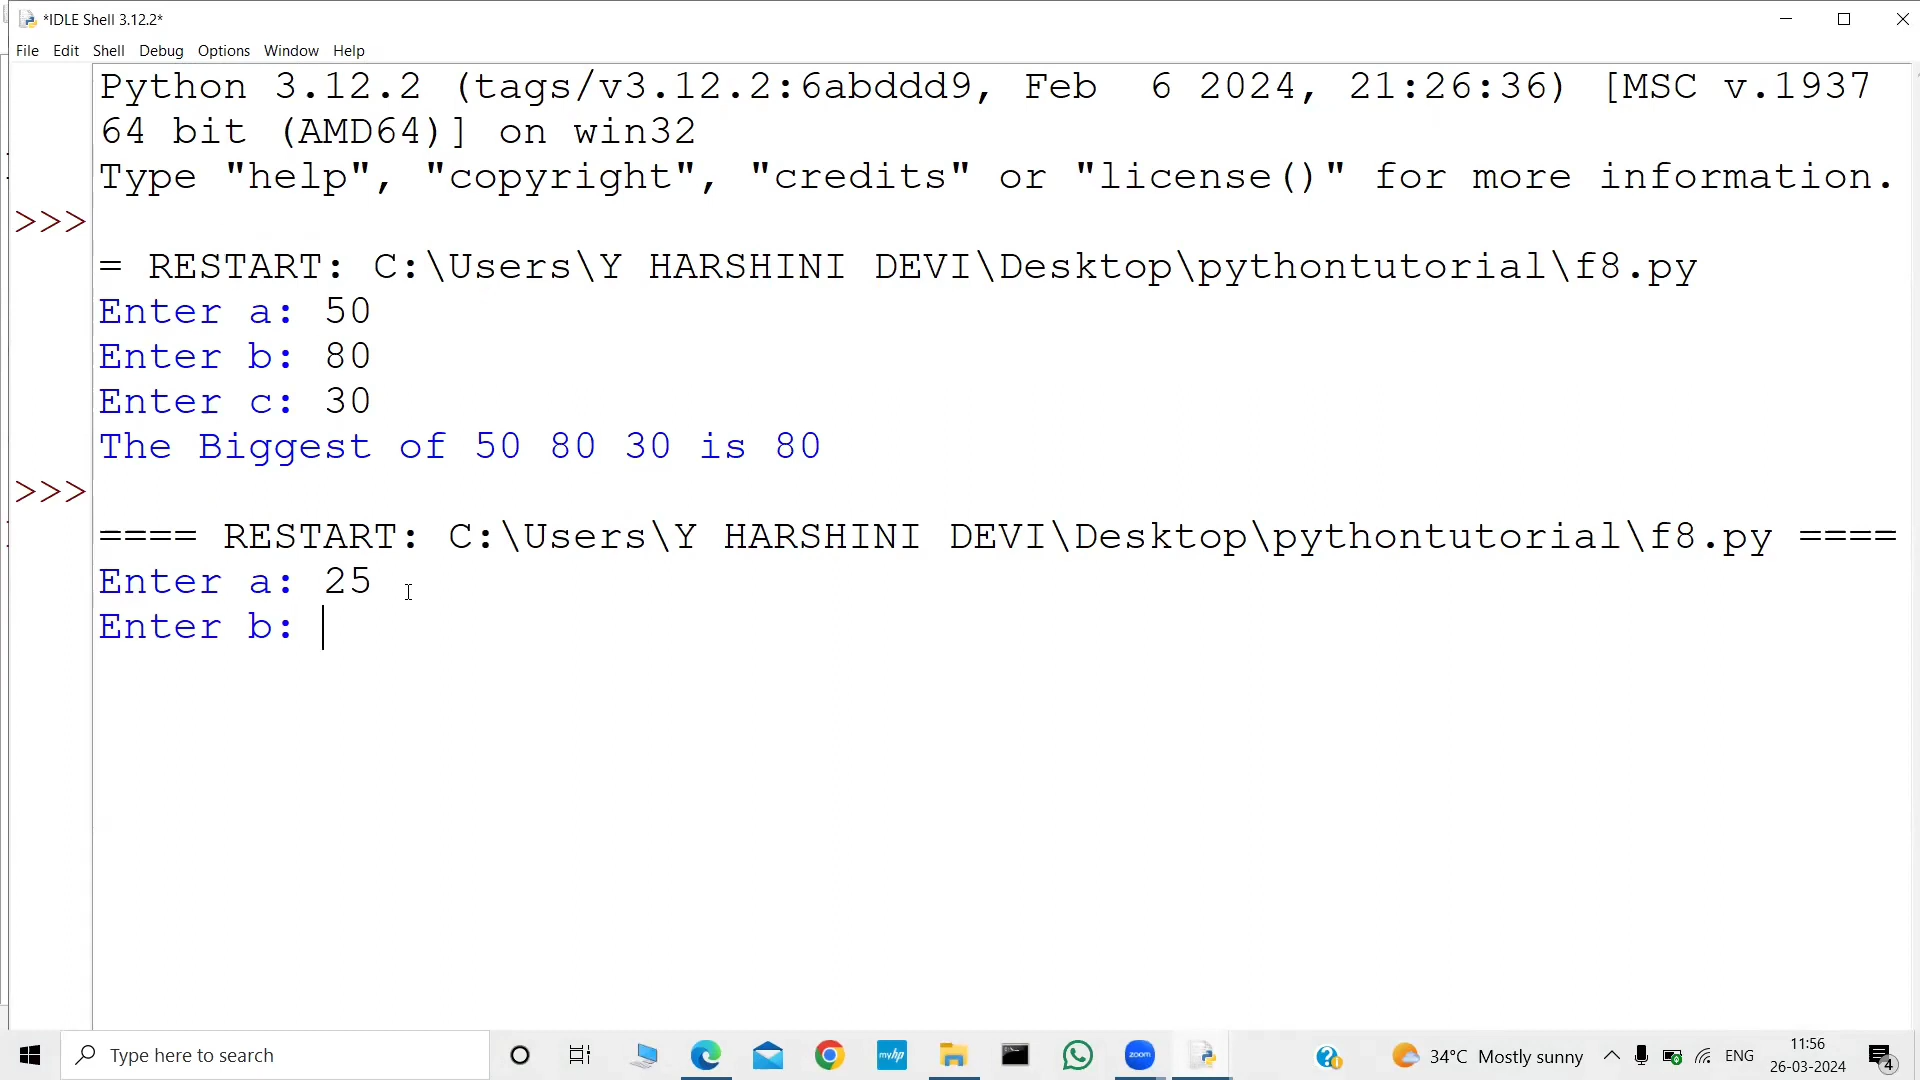 *IDLE Shell 3.12.2*
File Edit Shell Debug Options Window Help
Python 3.12.2 (tags/v3.12.2:6abddd9, Feb  6 2024, 21:26:36) [MSC v.1937
64 bit (AMD64)] on win32
Type "help", "copyright", "credits" or "license()" for more information.
>>>
= RESTART: C:\Users\Y HARSHINI DEVI\Desktop\pythontutorial\f8.py
Enter a: 50
Enter b: 80
Enter c: 30
The Biggest of 50 80 30 is 80
>>>
==== RESTART: C:\Users\Y HARSHINI DEVI\Desktop\pythontutorial\f8.py ====
Enter a: 25
Enter b:
Type here to search
myhp
zoom
34°C Mostly sunny
ENG
11:56
26-03-2024
4